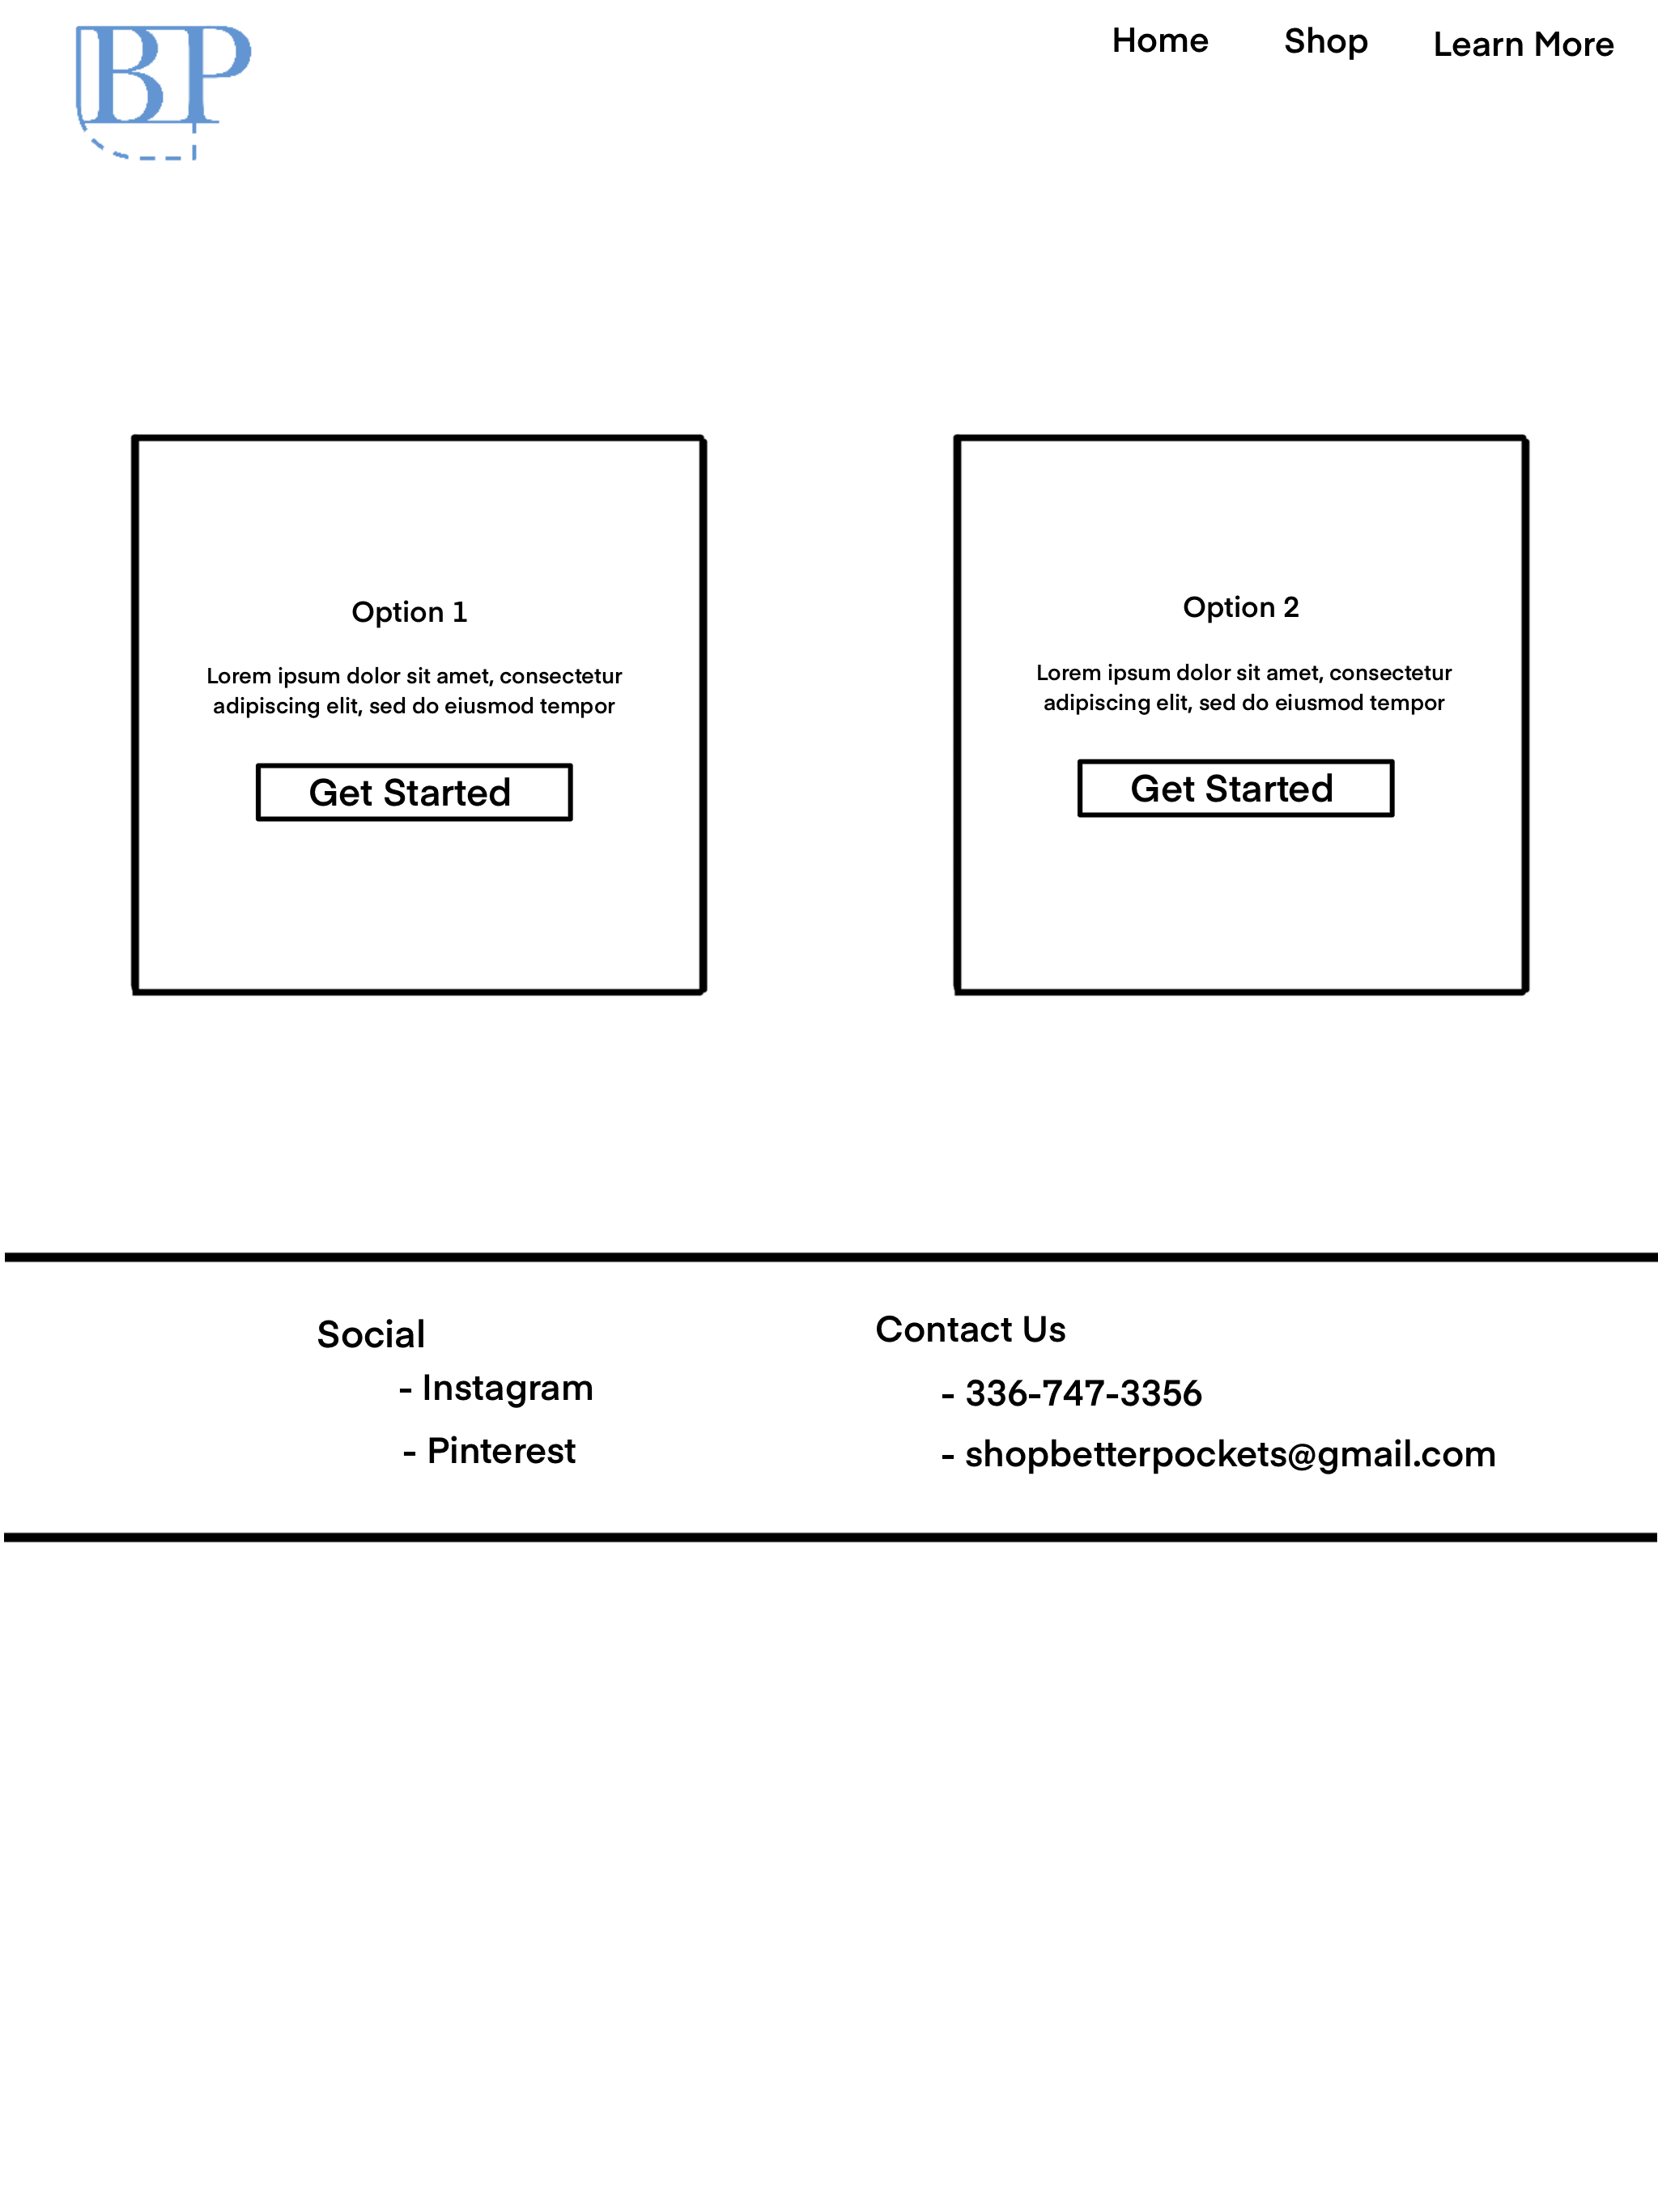 BP
Home Shop Learn More
Option 1
Lorem ipsum dolor sit amet, consectetur
adipiscing elit, sed do eiusmod tempor
Get Started
Option 2
Lorem ipsum dolor sit amet, consectetur
adipiscing elit, sed do eiusmod tempor
Get Started
Social
- Instagram
- Pinterest
Contact Us
- 336-747-3356
- shopbetterpockets@gmail.com